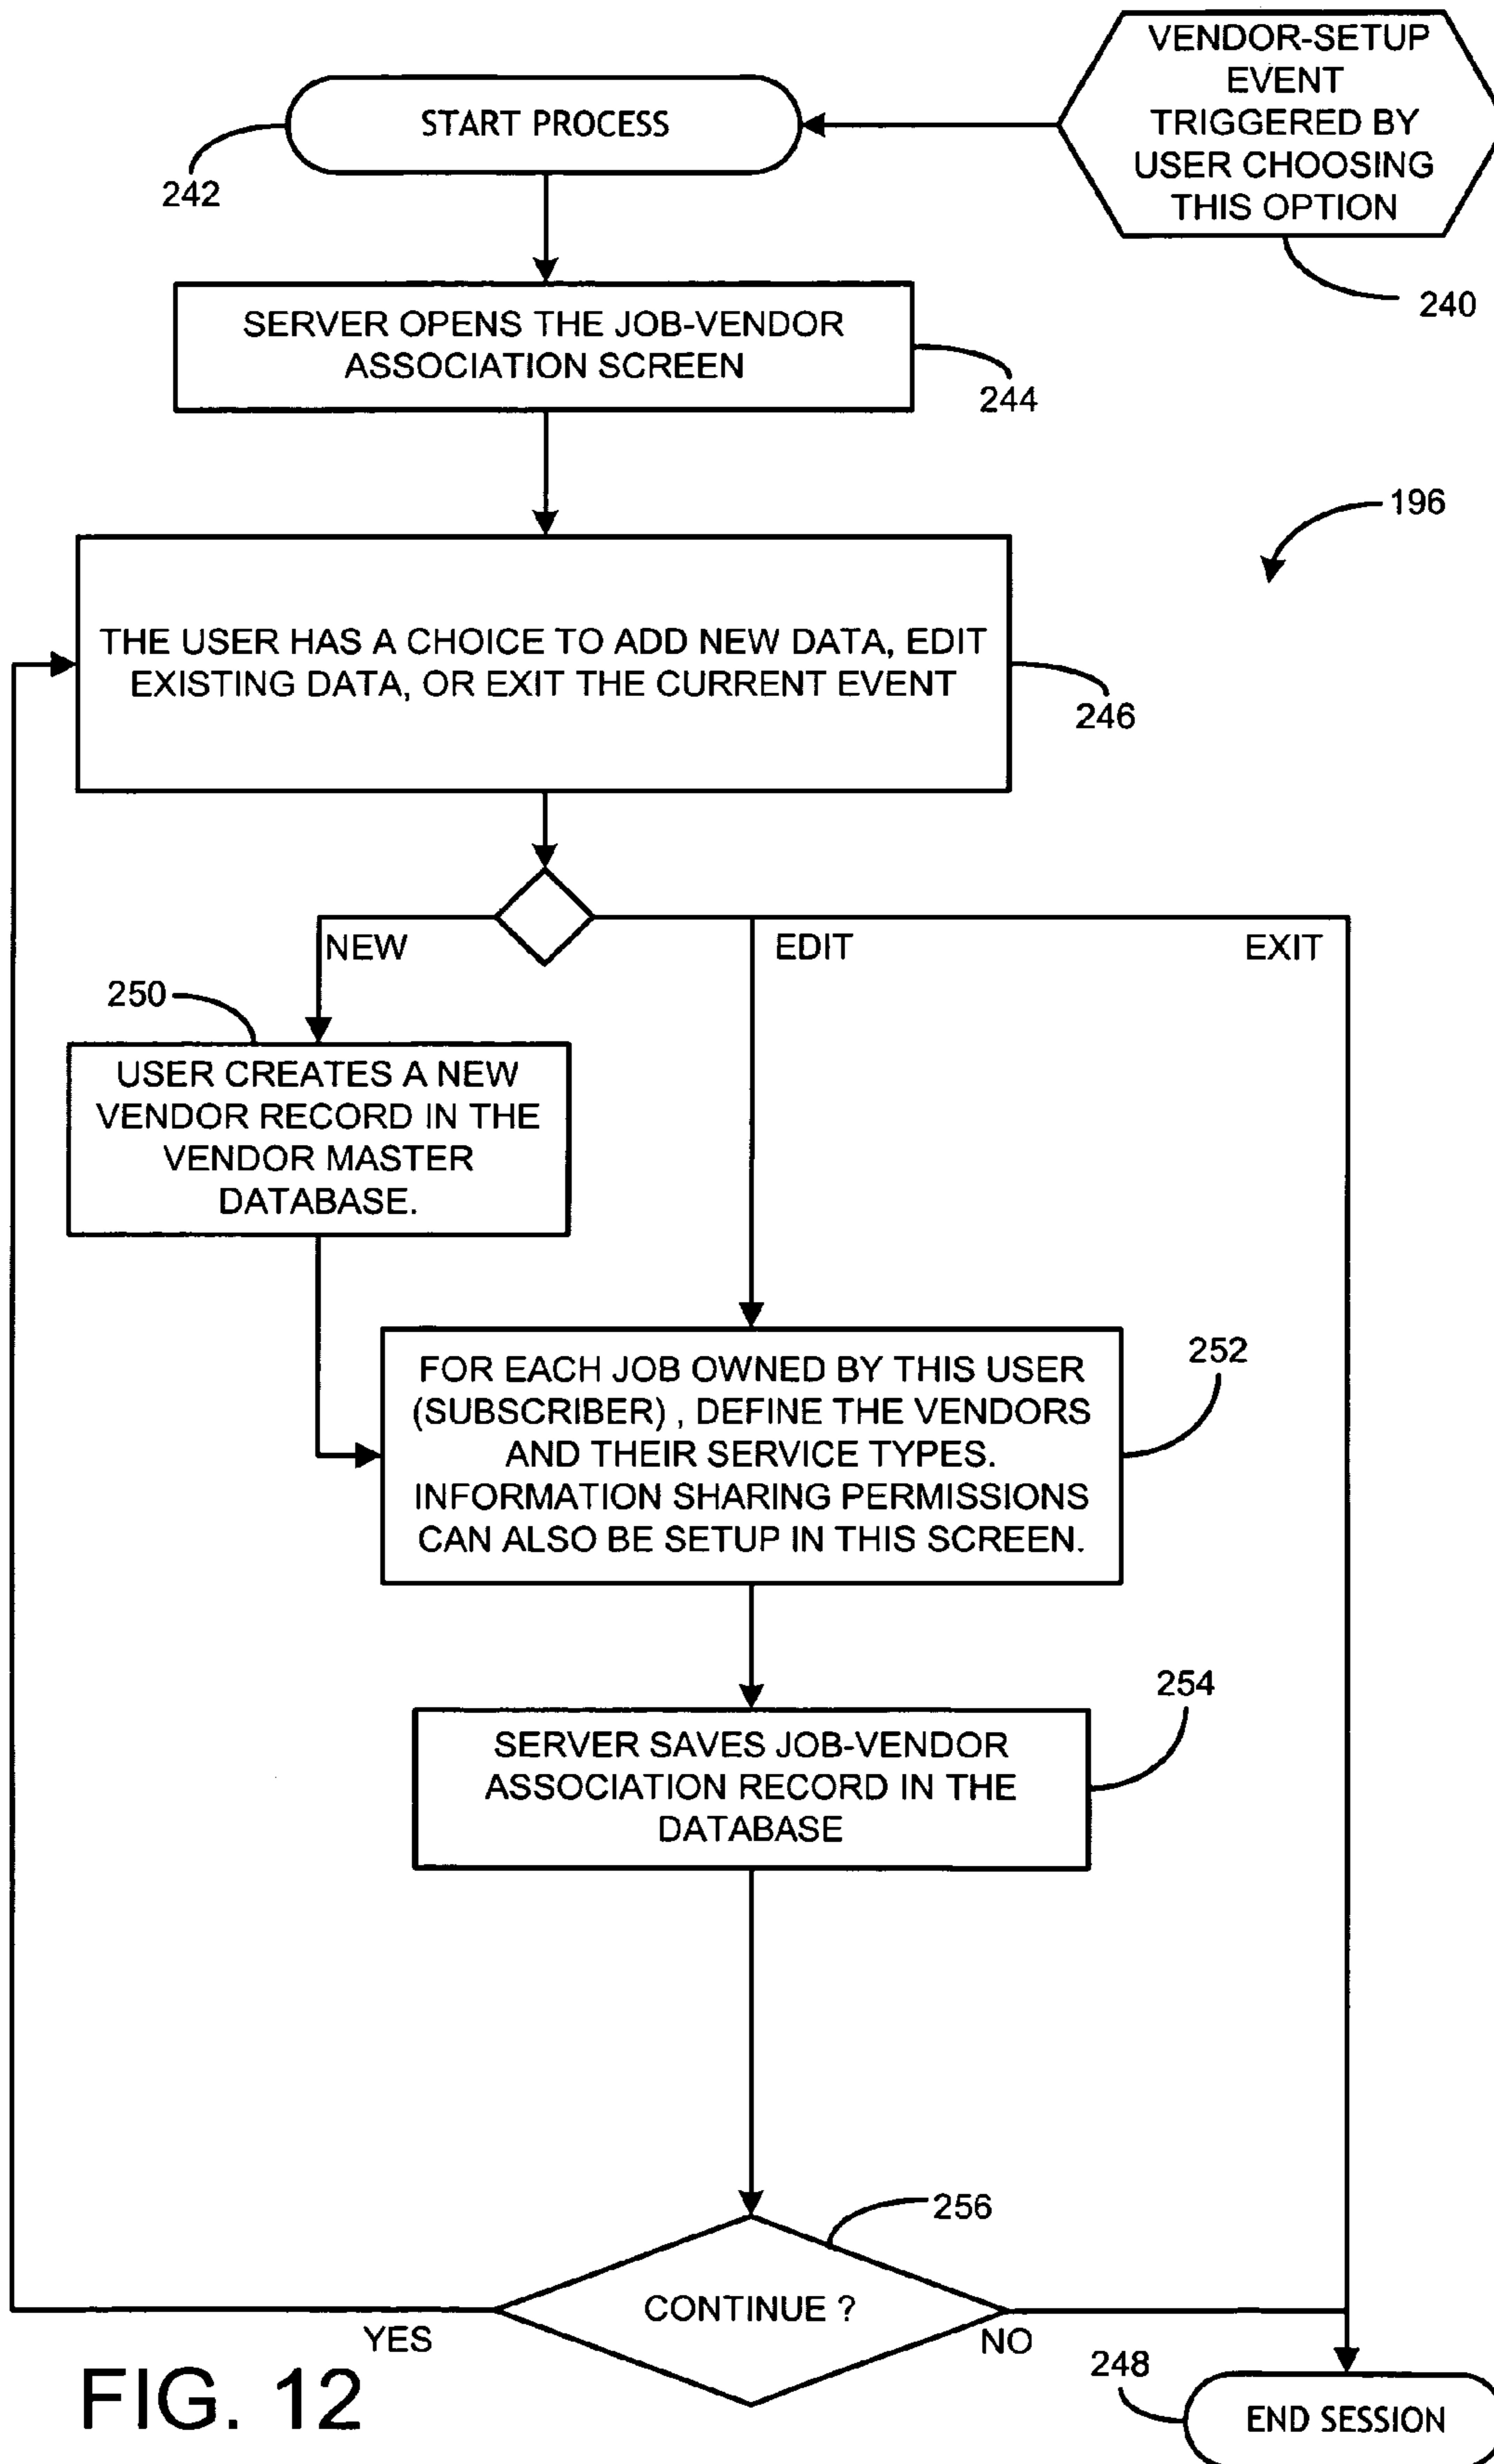 VENDOR-SETUP
EVENT
TRIGGERED BY
USER CHOOSING
THIS OPTION
240
START PROCESS
242
SERVER OPENS THE JOB-VENDOR
ASSOCIATION SCREEN
244
196
THE USER HAS A CHOICE TO ADD NEW DATA, EDIT
EXISTING DATA, OR EXIT THE CURRENT EVENT
246
NEW
EDIT
EXIT
250
USER CREATES A NEW
VENDOR RECORD IN THE
VENDOR MASTER
DATABASE.
FOR EACH JOB OWNED BY THIS USER
(SUBSCRIBER) , DEFINE THE VENDORS
AND THEIR SERVICE TYPES.
INFORMATION SHARING PERMISSIONS
CAN ALSO BE SETUP IN THIS SCREEN.
252
SERVER SAVES JOB-VENDOR
ASSOCIATION RECORD IN THE
DATABASE
254
256
CONTINUE ?
YES
NO
248
END SESSION
FIG. 12